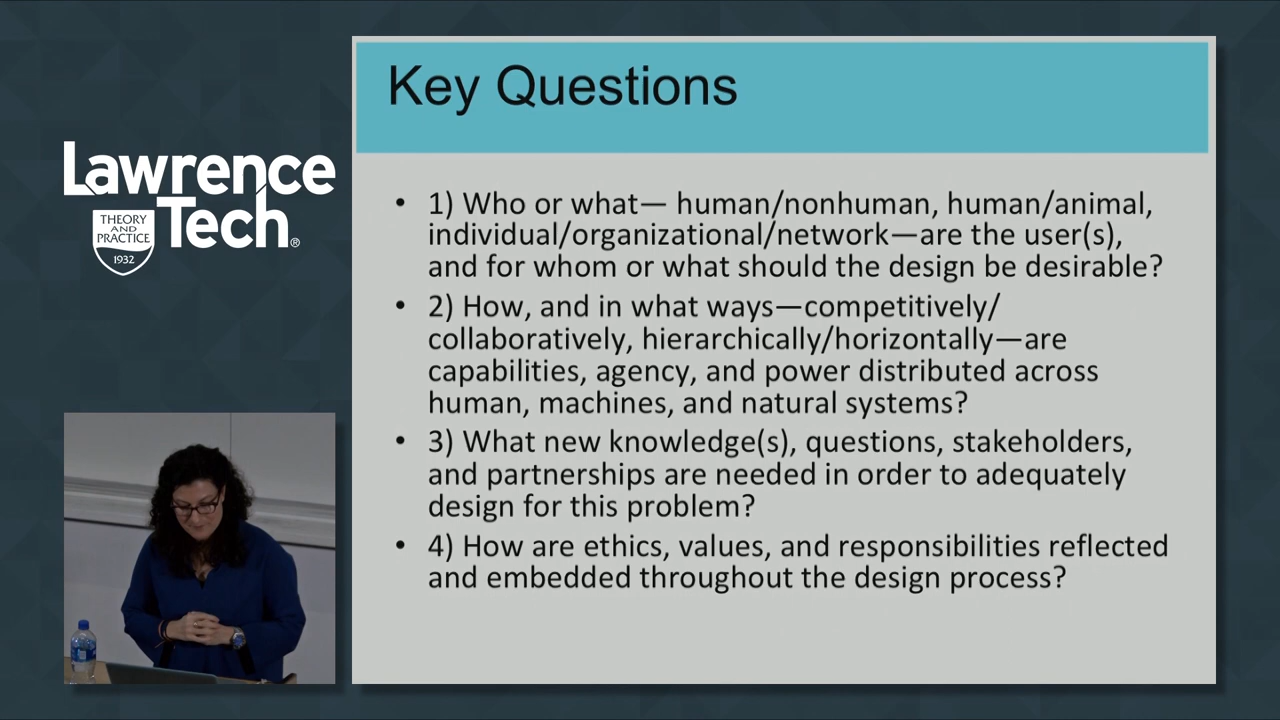 Lawrence
Tech®
THEORY
AND
PRACTICE
1932
Key Questions
• 1) Who or what— human/nonhuman, human/animal,
individual/organizational/network—are the user(s),
and for whom or what should the design be desirable?
• 2) How, and in what ways—competitively/
collaboratively, hierarchically/horizontally—are
capabilities, agency, and power distributed across
human, machines, and natural systems?
• 3) What new knowledge(s), questions, stakeholders,
and partnerships are needed in order to adequately
design for this problem?
• 4) How are ethics, values, and responsibilities reflected
and embedded throughout the design process?